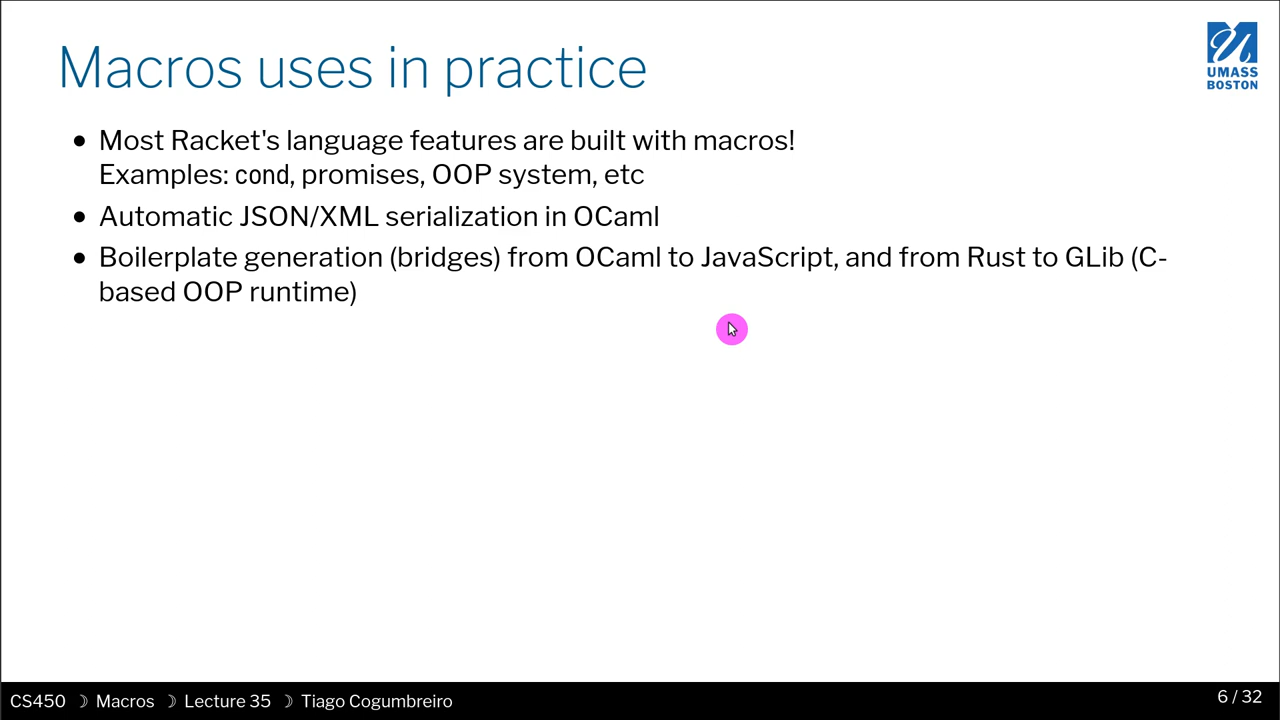 Macros uses in practice
UMASS
BOSTON
● Most Racket's language features are built with macros!
Examples: cond, promises, OOP system, etc
● Automatic JSON/XML serialization in OCaml
● Boilerplate generation (bridges) from OCaml to JavaScript, and from Rust to GLib (C-
based OOP runtime)
CS450 ☽ Macros ☽ Lecture 35 ☽ Tiago Cogumbreiro
6 / 32